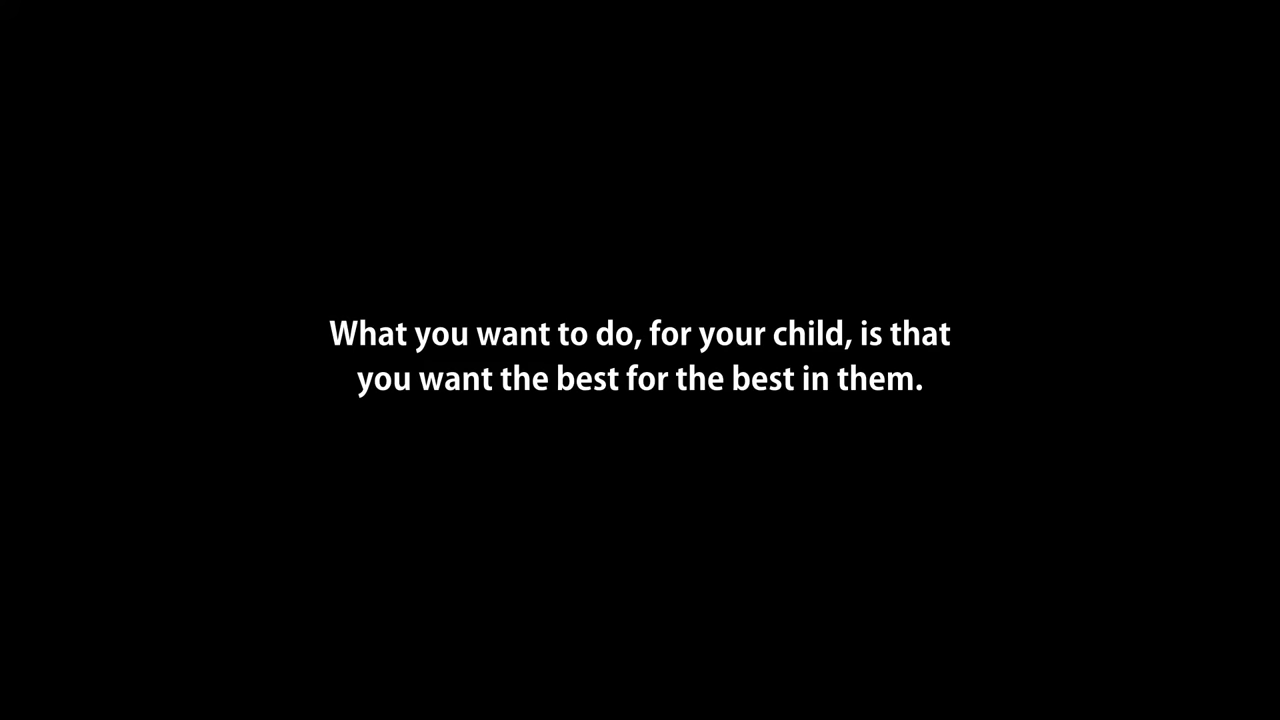 What you want to do, for your child, is that
you want the best for the best in them.